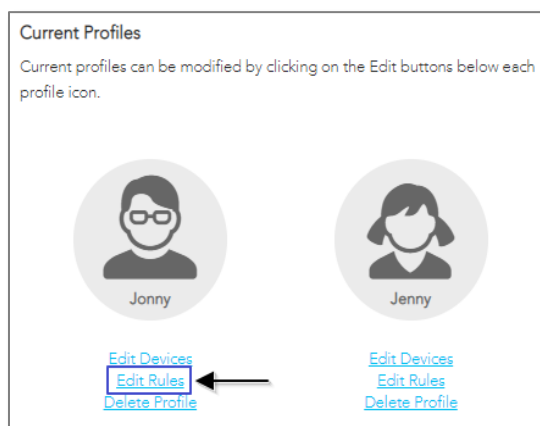 Current Profiles
Current profiles can be modified by clicking on the Edit buttons below each
profile icon.
Jonny
Jenny
Edit Devices
Edit Rules
Delete Profile
Edit Devices
Edit Rules
Delete Profile